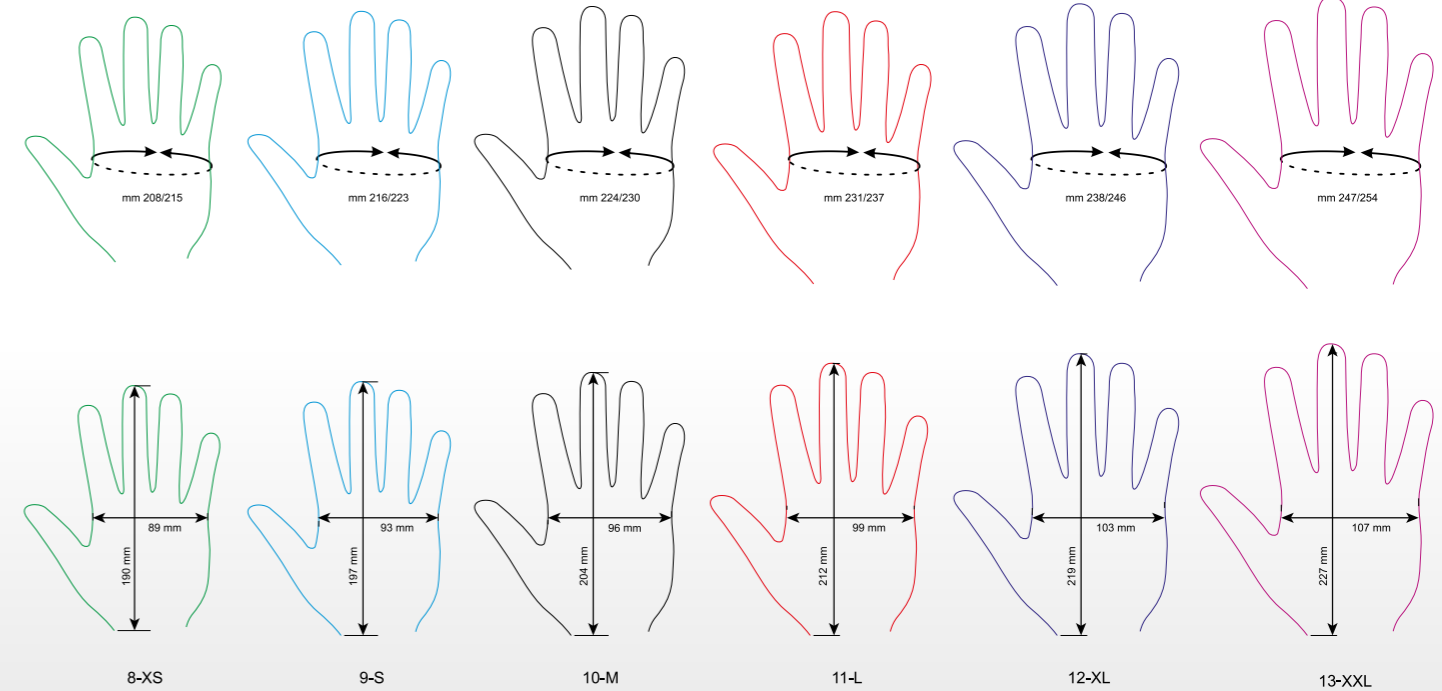 mm 208/215
mm 216/223
mm 224/230
mm 231/237
mm 238/246
mm 247/254
89 mm
190 mm
93 mm
197 mm
96 mm
204 mm
99 mm
212 mm
103 mm
219 mm
107 mm
227 mm
8-XS
9-S
10-M
11-L
12-XL
13-XXL